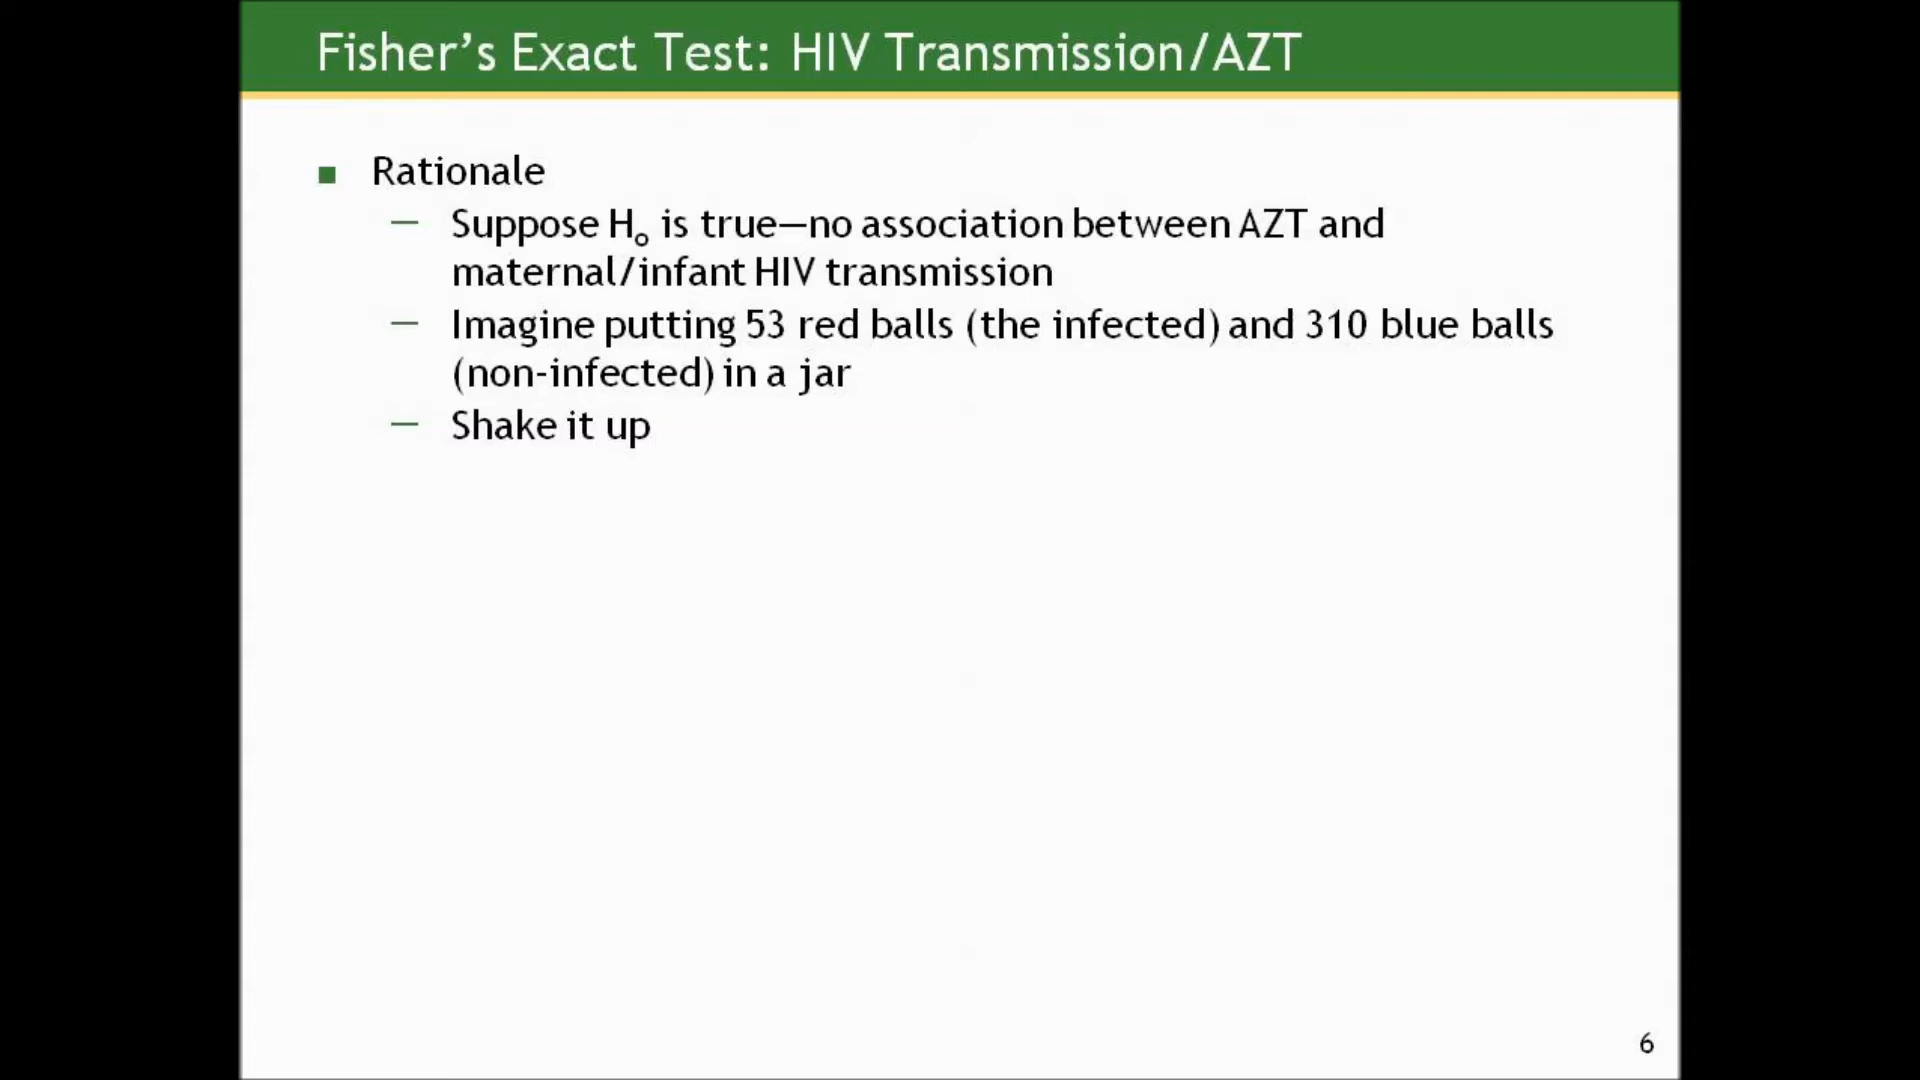 Fisher’s Exact Test: HIV Transmission/AZT
Rationale
— Suppose Ho is true—no association between AZT and
maternal/infant HIV transmission
— Imagine putting 53 red balls (the infected) and 310 blue balls
(non-infected) in a jar
— Shake it up
6